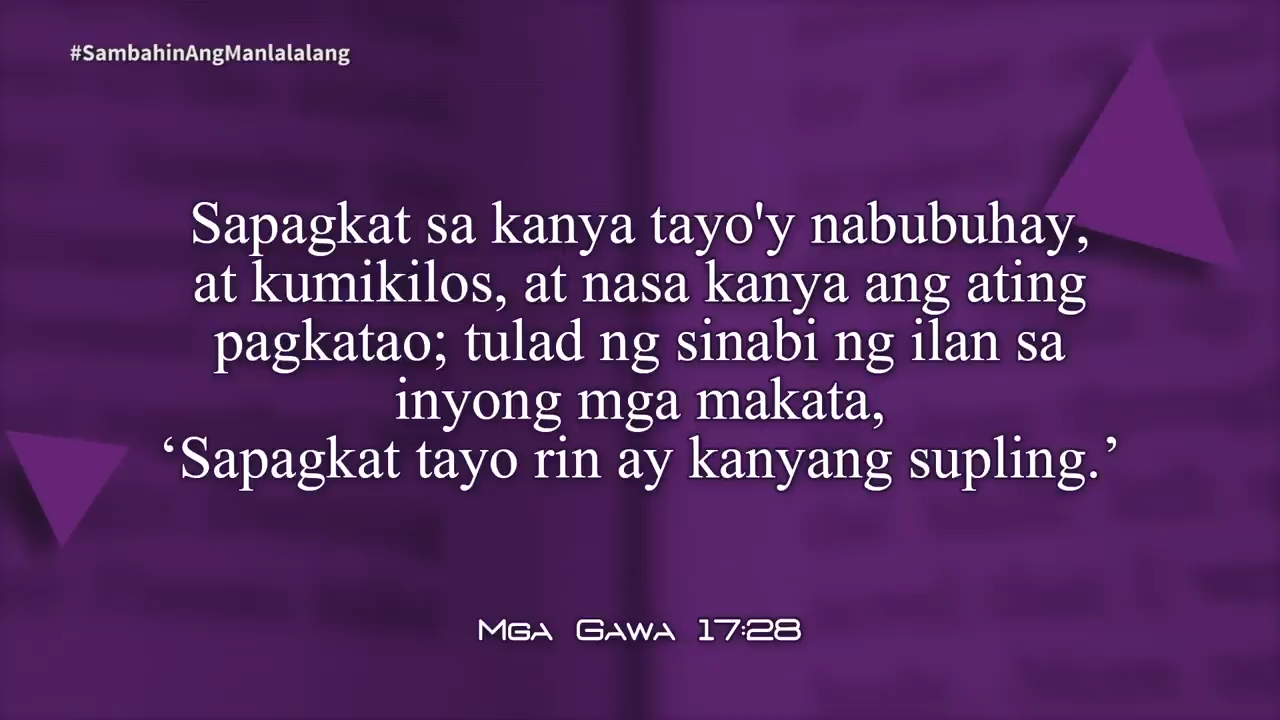 #SambahinAngManlalalang
Sapagkat sa kanya tayo'y nabubuhay,
at kumikilos, at nasa kanya ang ating
pagkatao; tulad ng sinabi ng ilan sa
inyong mga makata,
‘Sapagkat tayo rin ay kanyang supling.’
Mga Gawa 17:28